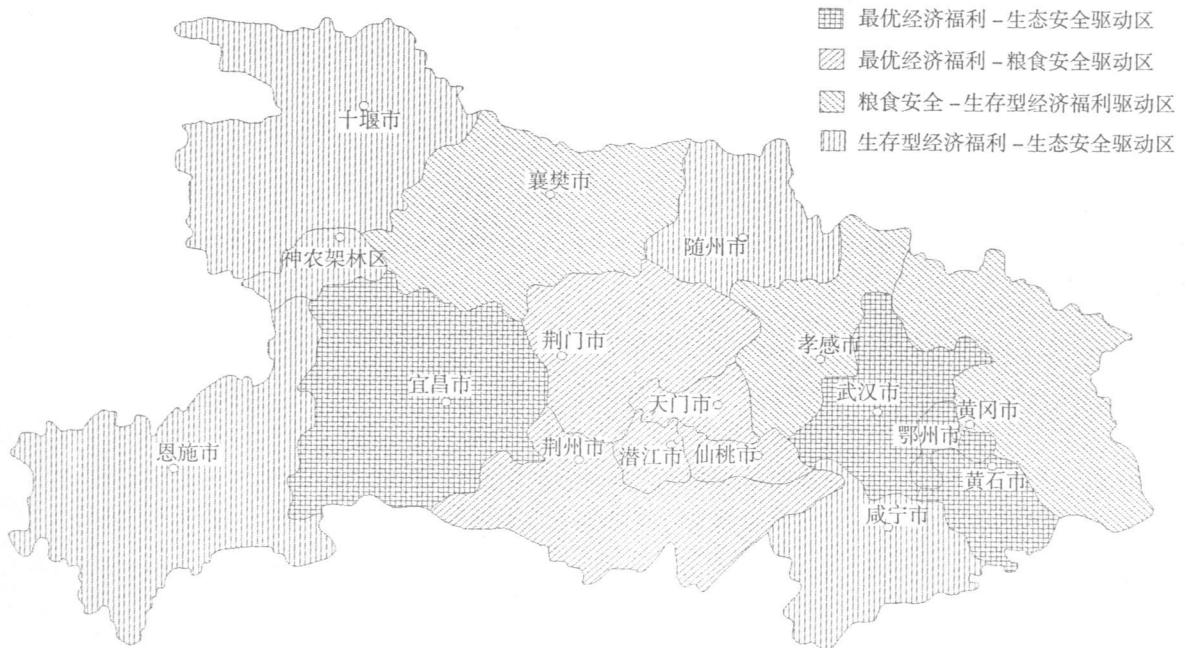 最优经济福利－生态安全驱动区
最优经济福利－粮食安全驱动区
粮食安全－生存型经济福利驱动区
生存型经济福利－生态安全驱动区
十堰市
襄樊市
神农架林区
随州市
荆门市
孝感市
宜昌市
天门市
武汉市
黄冈市
鄂州市
恩施市
荆州市
潜江市
仙桃市
黄石市
咸宁市